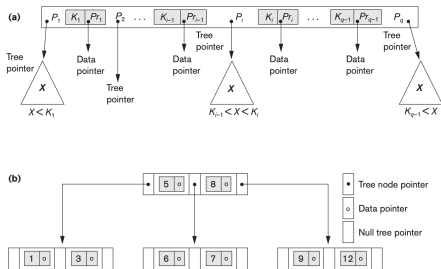 (a)
P1 K1 Pr1 P2 . . . Ki–1 Pri–1 Pi Ki Pri . . . Kq–1 Prq–1 Pq
Tree pointer
Data pointer
Tree pointer
Data pointer
Tree pointer
Data pointer
Data pointer
Tree pointer
X
X
X
X < K1
Ki–1 < X < Ki
Kq–1 < X
(b)
5 8
Tree node pointer
Data pointer
Null tree pointer
1 3 6 7 9 12